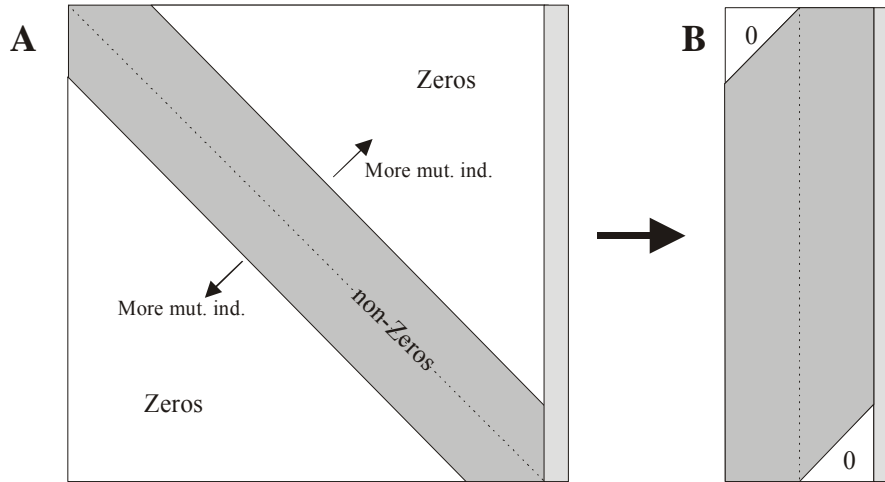 A
B
0
Zeros
More mut. ind.
More mut. ind.
non-Zeros
Zeros
0